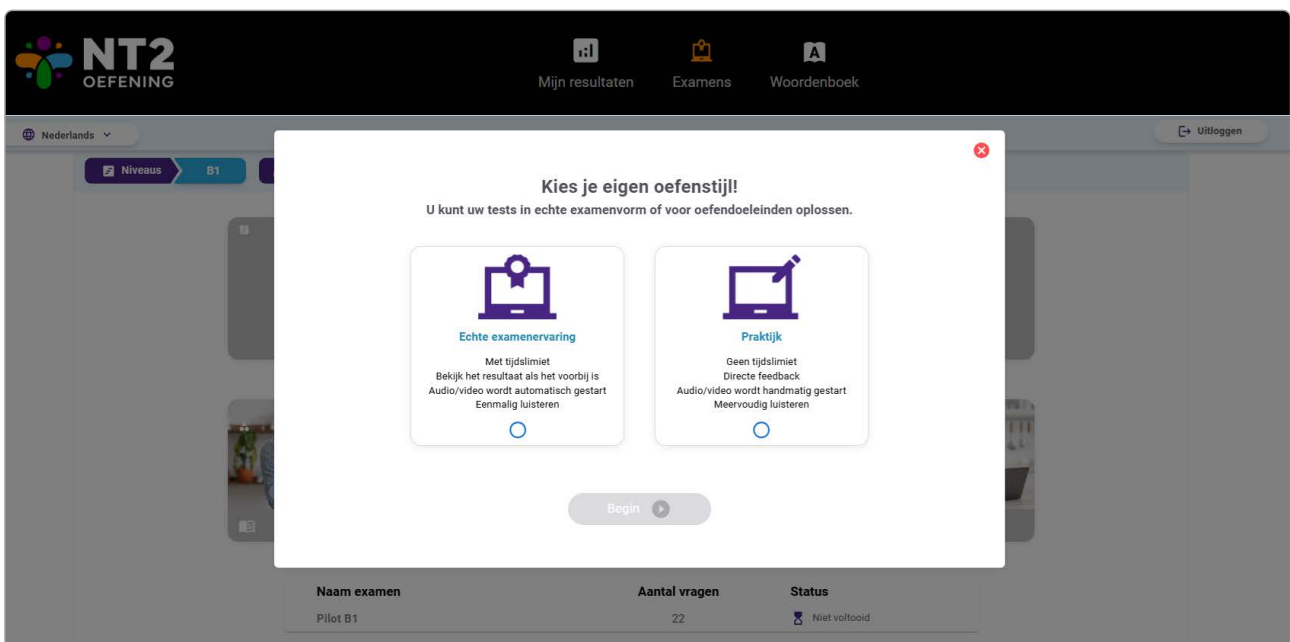 NT2
OEFENING
Mijn resultaten
Examens
Woordenboek
Nederlands
Uitloggen
Niveaus
B1
Kies je eigen oefenstijl!
U kunt uw tests in echte examenvorm of voor oefendoeleinden oplossen.
Echte examenervaring
Met tijdslimiet
Bekijk het resultaat als het voorbij is
Audio/video wordt automatisch gestart
Eenmalig luisteren
Praktijk
Geen tijdslimiet
Directe feedback
Audio/video wordt handmatig gestart
Meervoudig luisteren
Begin
Naam examen Aantal vragen Status
Pilot B1 22 Niet voltooid